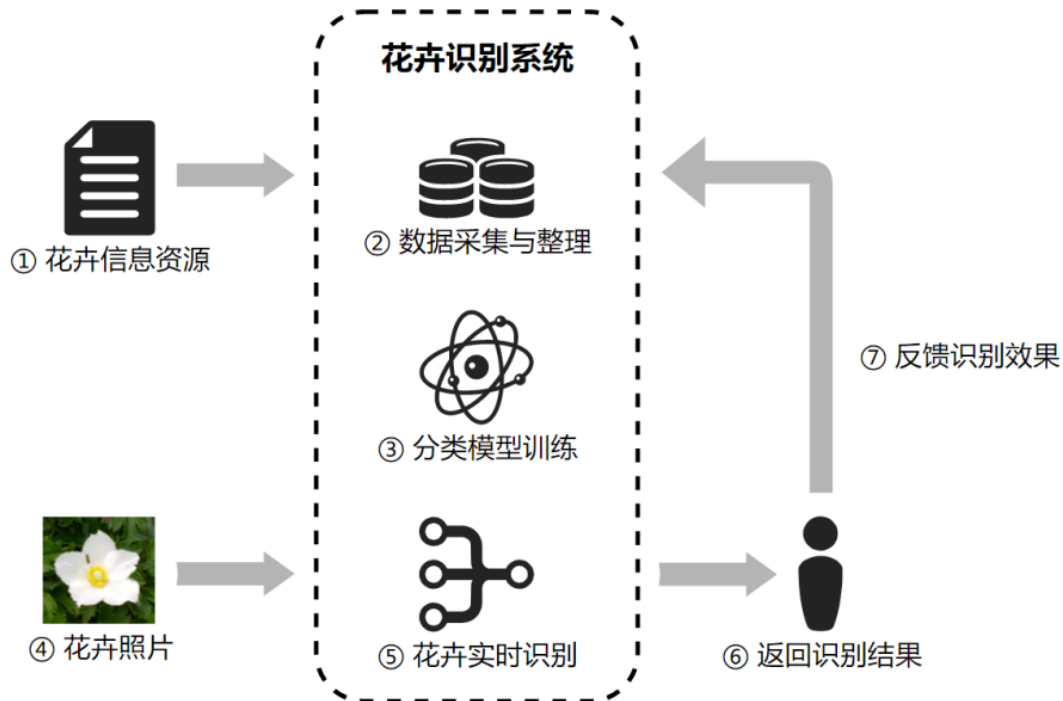 花卉识别系统
① 花卉信息资源
② 数据采集与整理
③ 分类模型训练
⑦ 反馈识别效果
④ 花卉照片
⑤ 花卉实时识别
⑥ 返回识别结果